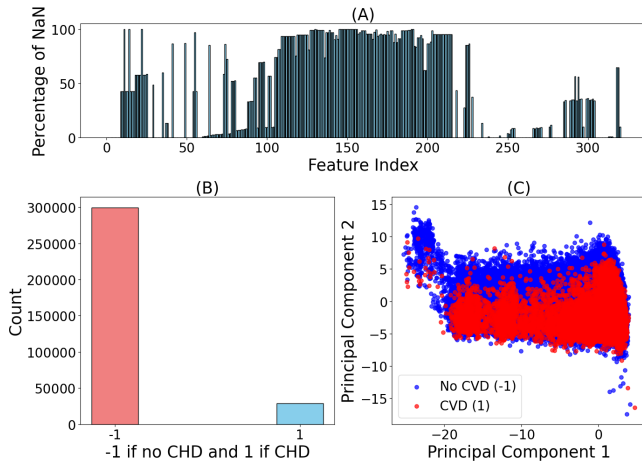 (A)
Percentage of NaN
100
50
0
0 50 100 150 200 250 300
Feature Index
(B)
Count
300000
250000
200000
150000
100000
50000
0
-1 1
-1 if no CHD and 1 if CHD
(C)
Principal Component 2
15
10
5
0
−5
−10
−15
No CVD (-1)
CVD (1)
−20 −10 0
Principal Component 1